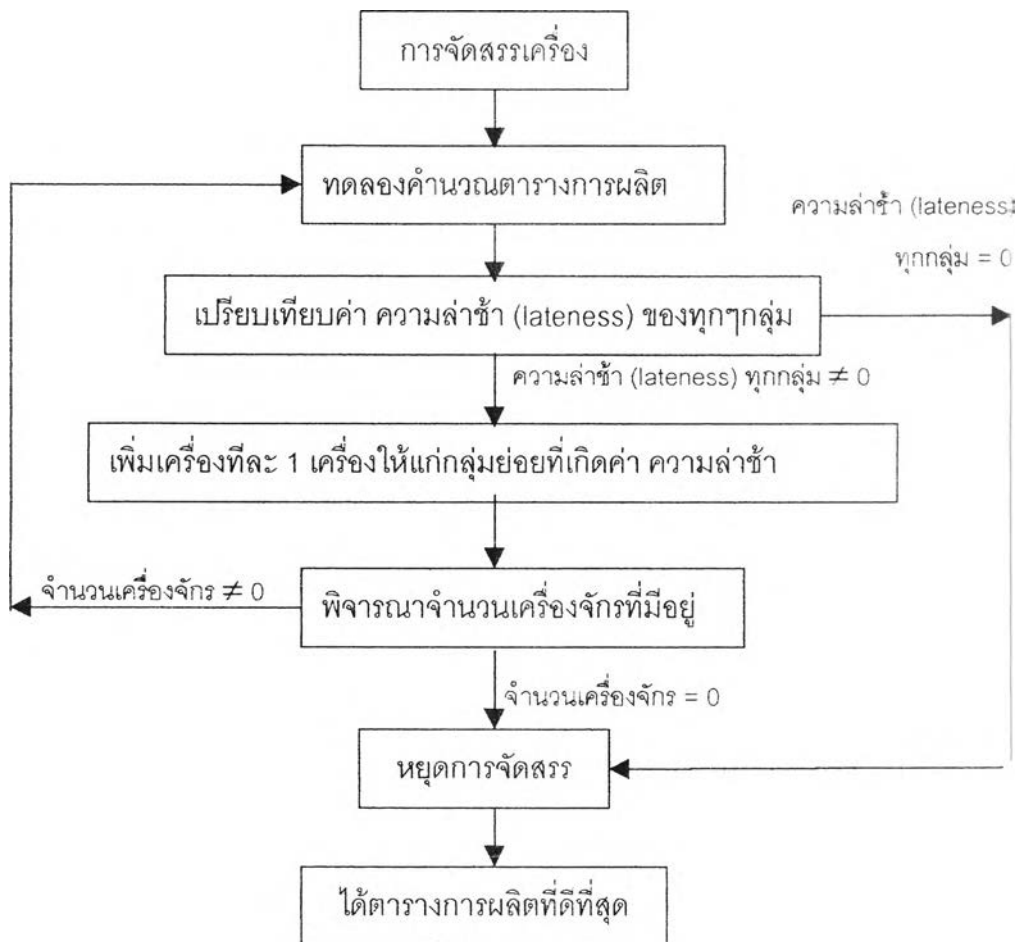 การจัดสรรเครื่อง
ทดลองคำนวณตารางการผลิต
ความล่าช้า (lateness)
ทุกกลุ่ม = 0
เปรียบเทียบค่า ความล่าช้า (lateness) ของทุกๆกลุ่ม
ความล่าช้า (lateness) ทุกกลุ่ม ≠ 0
เพิ่มเครื่องทีละ 1 เครื่องให้แก่กลุ่มย่อยที่เกิดค่า ความล่าช้า
จำนวนเครื่องจักร ≠ 0
พิจารณาจำนวนเครื่องจักรที่มีอยู่
จำนวนเครื่องจักร = 0
หยุดการจัดสรร
ได้ตารางการผลิตที่ดีที่สุด